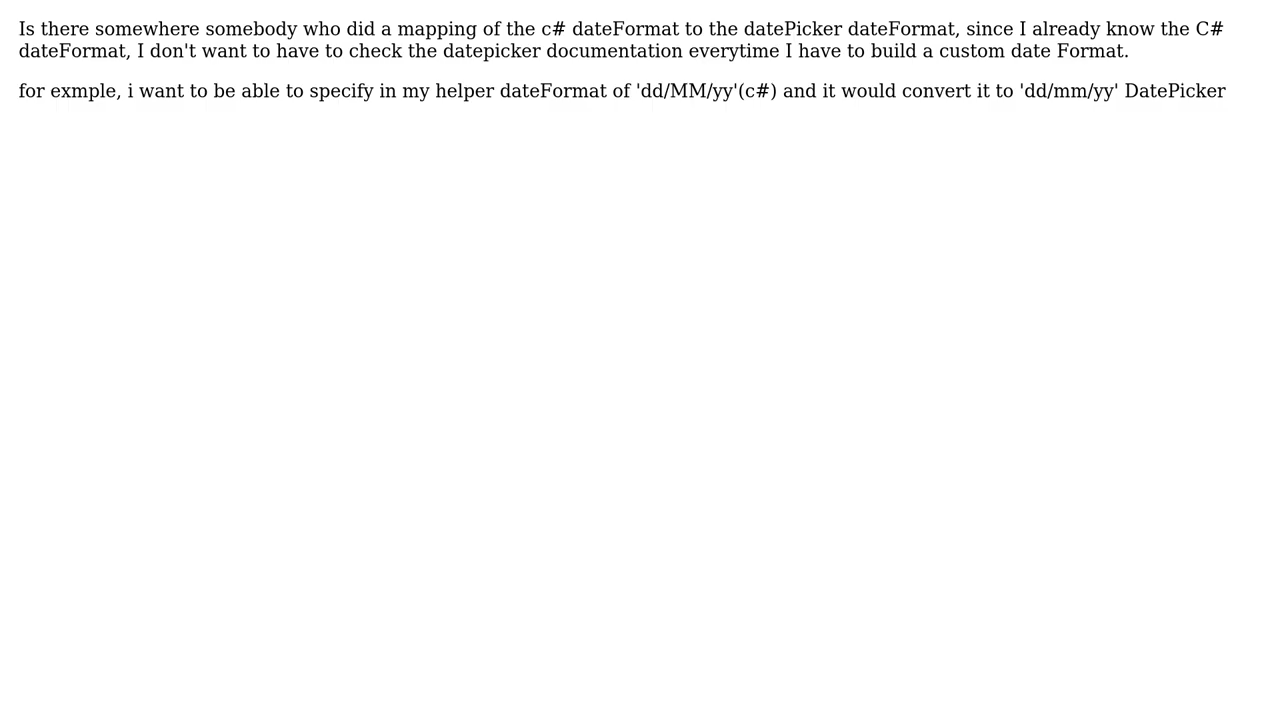 Is there somewhere somebody who did a mapping of the c# dateFormat to the datePicker dateFormat, since I already know the C#
dateFormat, I don't want to have to check the datepicker documentation everytime I have to build a custom date Format.
for exmple, i want to be able to specify in my helper dateFormat of 'dd/MM/yy'(c#) and it would convert it to 'dd/mm/yy' DatePicker